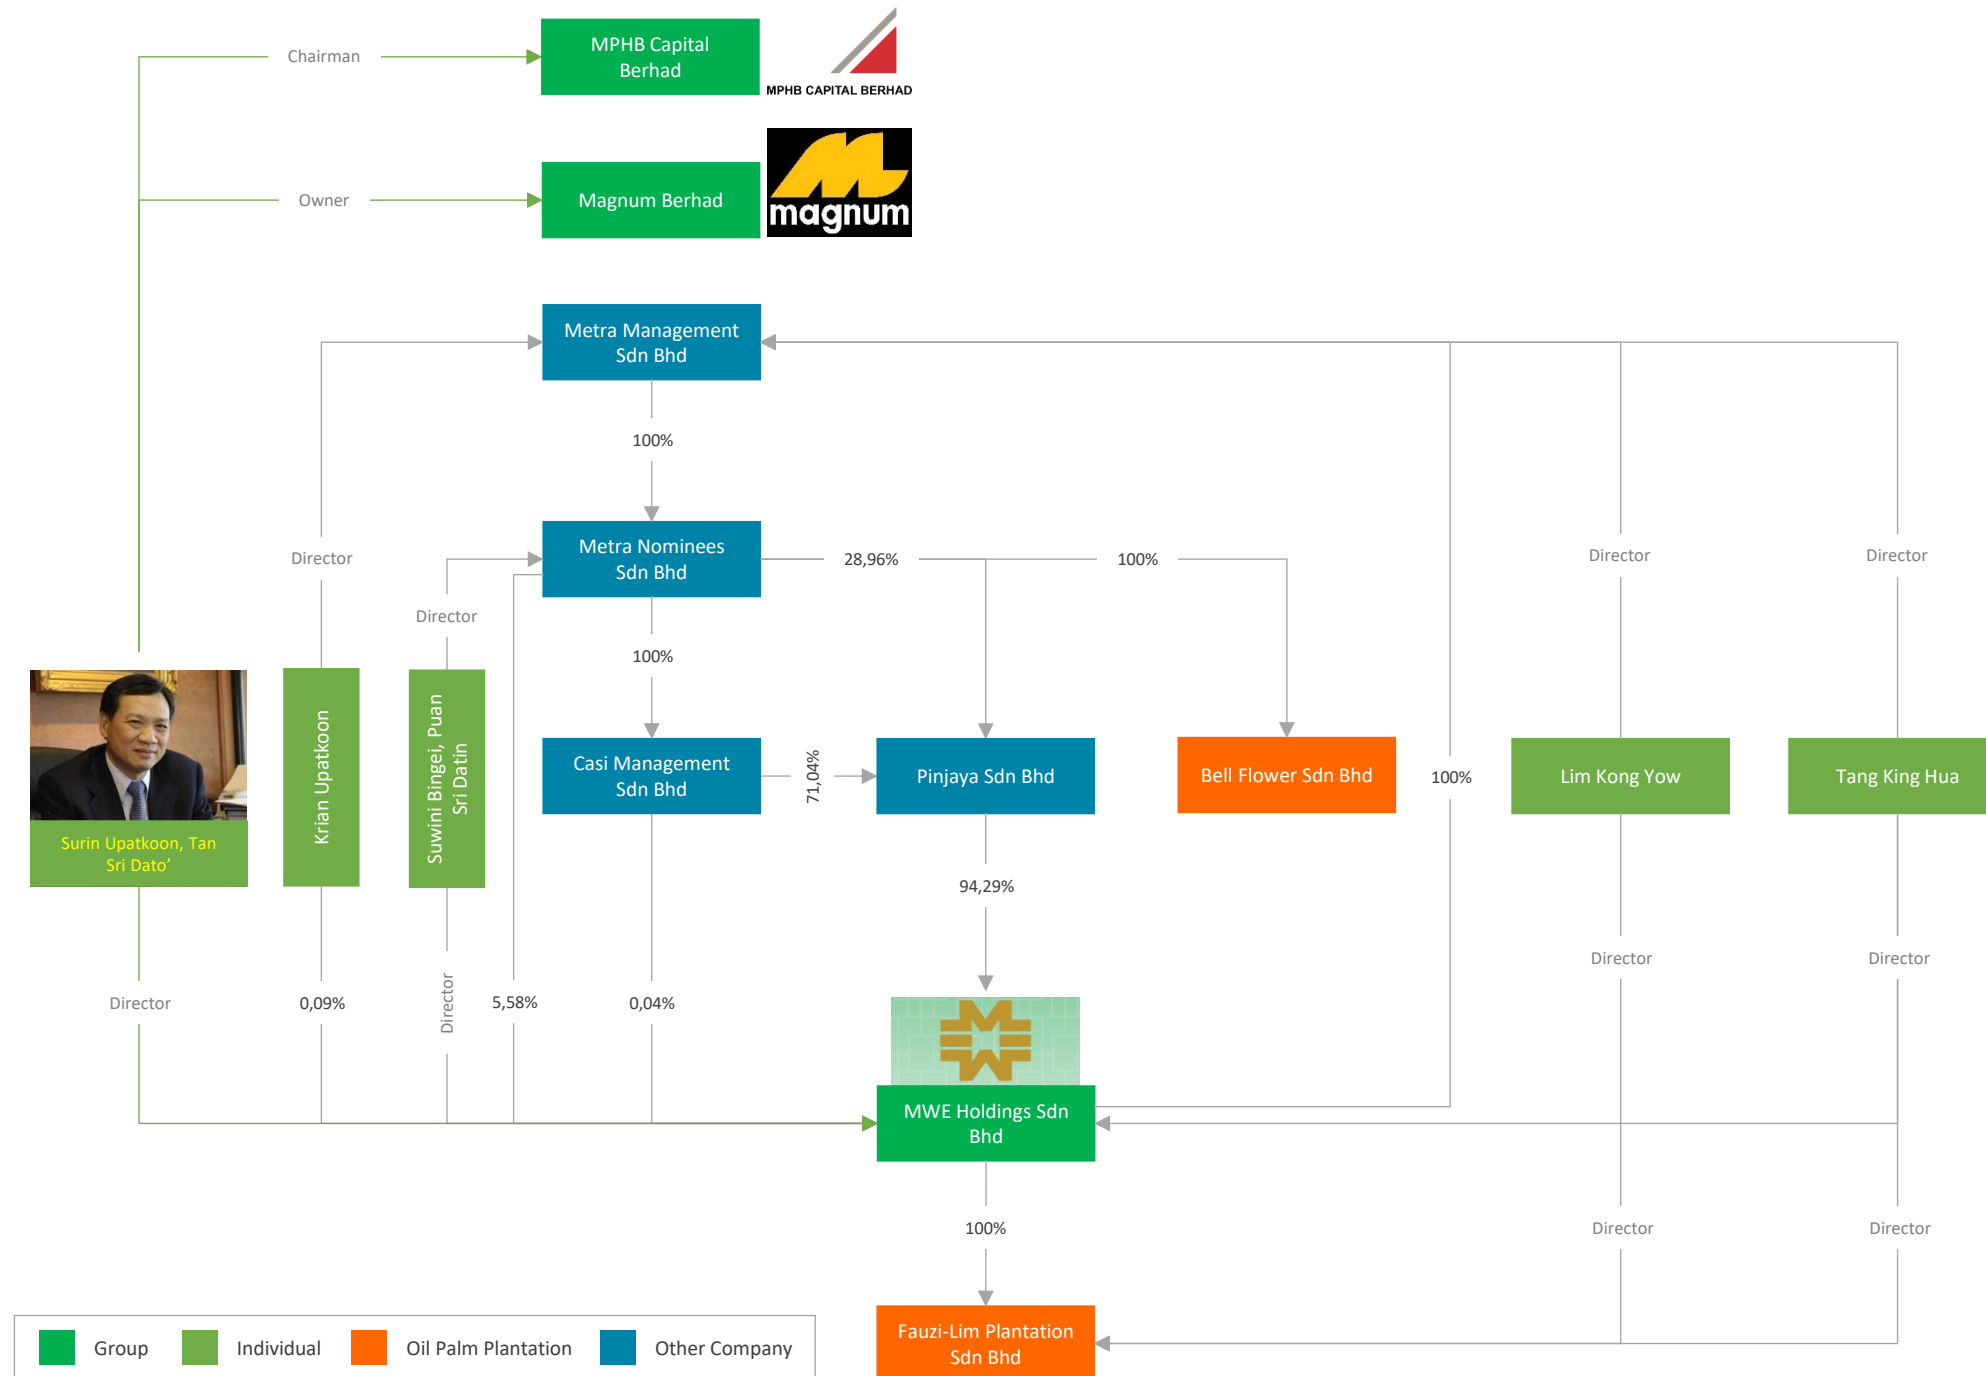 Chairman
MPHB Capital
Berhad
MPHB CAPITAL BERHAD
Owner
Magnum Berhad
magnum
Metra Management
Sdn Bhd
100%
Metra Nominees
Sdn Bhd
28,96%
100%
Director
Director
Director
Director
100%
Surin Upatkoon, Tan
Sri Dato’
Krian Upatkoon
Suwini Bingei, Puan
Sri Datin
Casi Management
Sdn Bhd
71,04%
Pinjaya Sdn Bhd
Bell Flower Sdn Bhd
100%
Lim Kong Yow
Tang King Hua
94,29%
Director
Director
Director
0,09%
Director
5,58%
0,04%
MWE Holdings Sdn
Bhd
100%
Director
Director
Fauzi-Lim Plantation
Sdn Bhd
Group
Individual
Oil Palm Plantation
Other Company